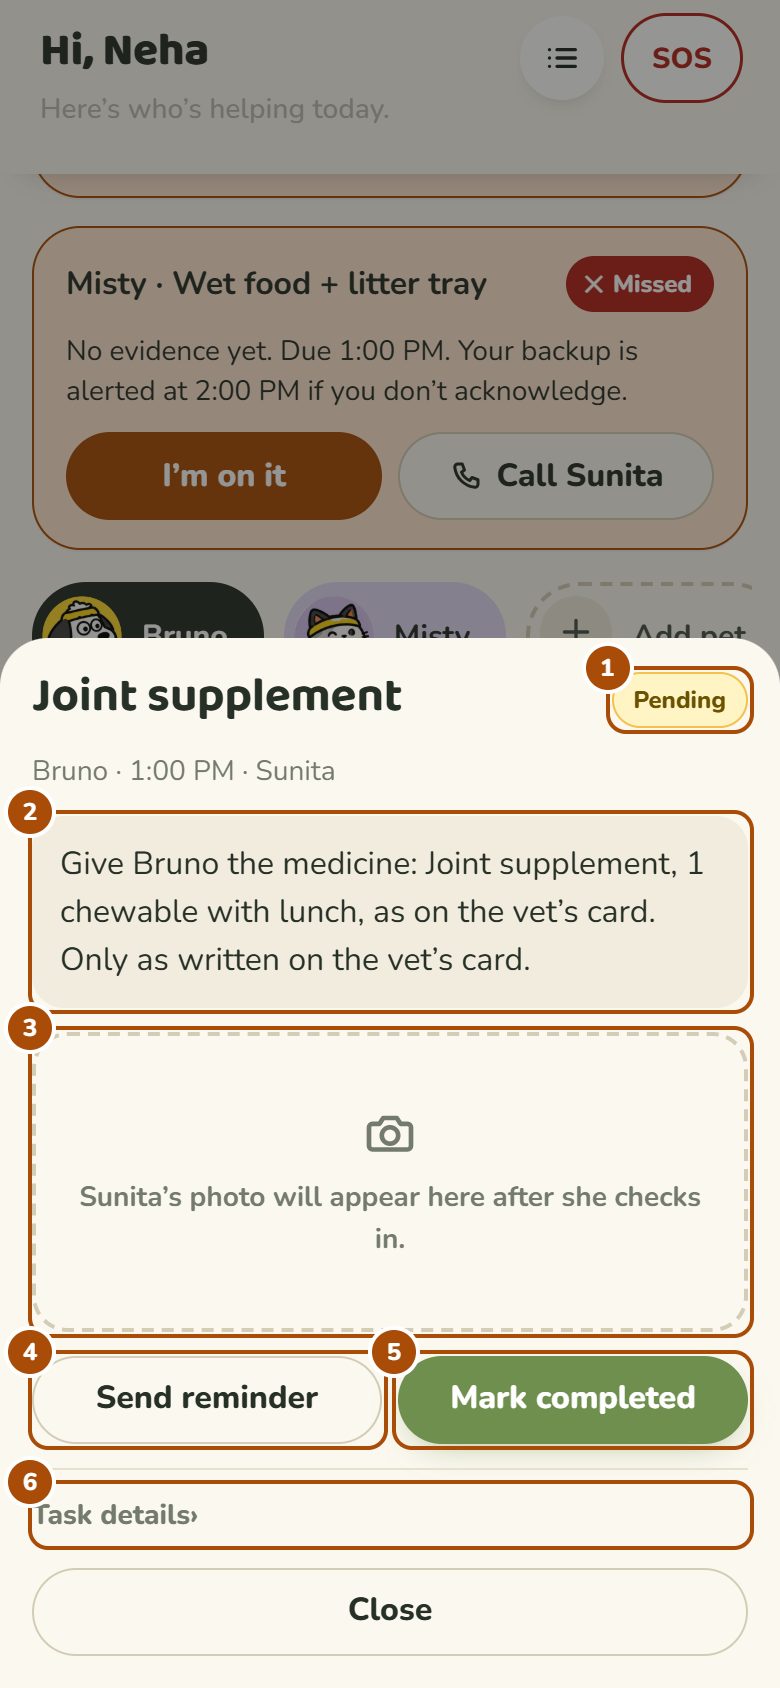 Hi, Neha
SOS
Here's who's helping today.
Misty · Wet food + litter tray
Missed
No evidence yet. Due 1:00 PM. Your backup is
alerted at 2:00 PM if you don't acknowledge.
I'm on it
Call Sunita
Bruno
Misty
Add pet
Joint supplement
1
Pending
Bruno · 1:00 PM · Sunita
2
Give Bruno the medicine: Joint supplement, 1
chewable with lunch, as on the vet's card.
Only as written on the vet's card.
3
Sunita's photo will appear here after she checks
in.
4
Send reminder
5
Mark completed
6
Task details›
Close